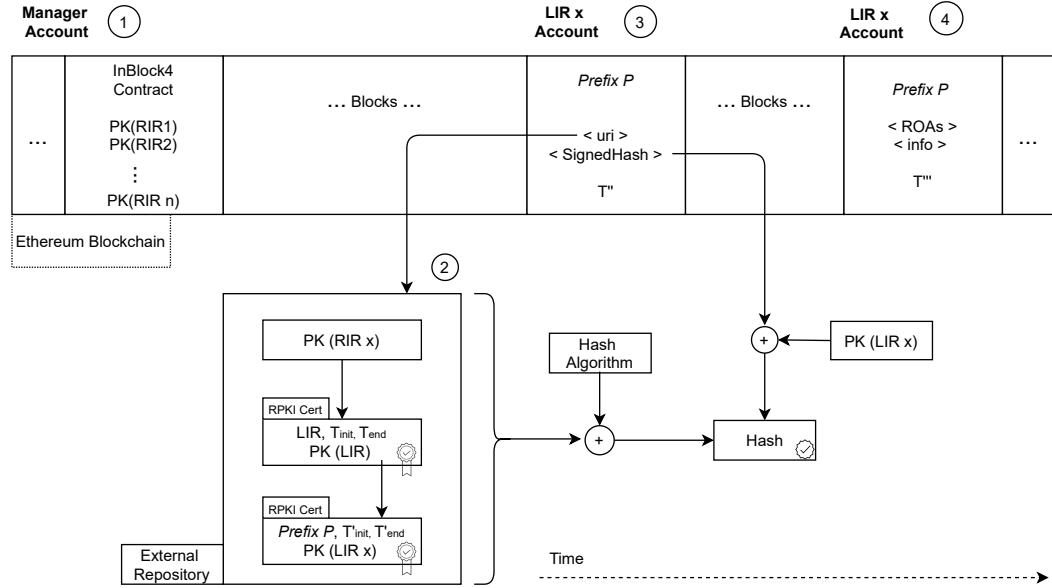 Manager
Account
1
LIR x
Account
3
LIR x
Account
4
...
InBlock4
Contract
PK(RIR1)
PK(RIR2)
⋮
PK(RIR n)
... Blocks ...
Prefix P
< uri >
< SignedHash >
T''
... Blocks ...
Prefix P
< ROAs >
< info >
T'''
...
Ethereum Blockchain
2
PK (RIR x)
RPKI Cert
LIR, Tinit, Tend
PK (LIR)
RPKI Cert
Prefix P, T'init, T'end
PK (LIR x)
External
Repository
Hash
Algorithm
+
+
PK (LIR x)
Hash
Time